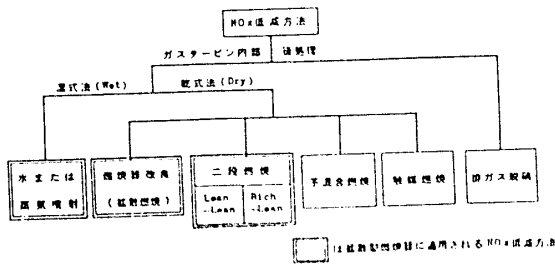 NOx低減方法
ガスタービン内部 後処理
湿式法(Wet) 乾式法(Dry)
水または
蒸気噴射
燃焼器改良
(拡散燃焼)
二段燃焼
Lean
-Lean
Rich
-Lean
予混合燃焼
触媒燃焼
排ガス脱硝
は拡散型燃焼器に適用されるNOx低減方法